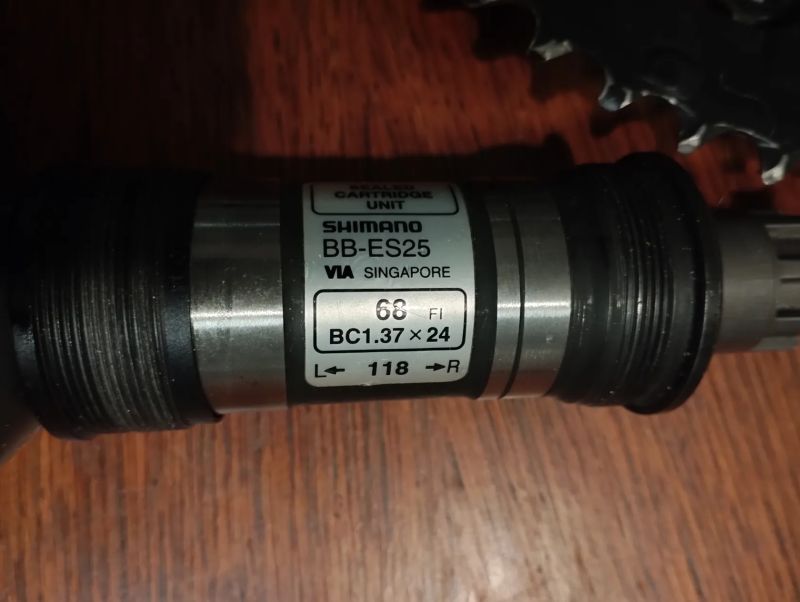 SEALED
CARTRIDGE
UNIT
SHIMANO
BB-ES25
VIA SINGAPORE
68 FI
BC1.37 × 24
L← 118 →R